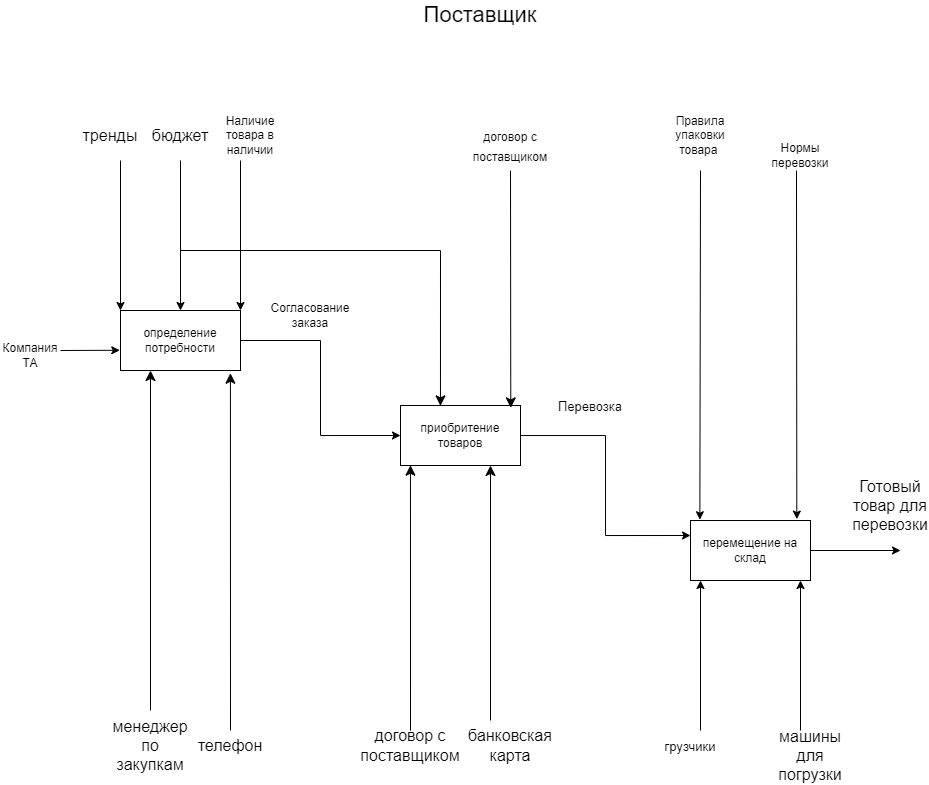 Поставщик
тренды
бюджет
Наличие
товара в
наличии
договор с
поставщиком
Правила
упаковки
товара
Нормы
перевозки
Компания
ТА
определение
потребности
Согласование
заказа
приобритение
товаров
Перевозка
перемещение на
склад
Готовый
товар для
перевозки
менеджер
по
закупкам
телефон
договор с
поставщиком
банковская
карта
грузчики
машины
для
погрузки